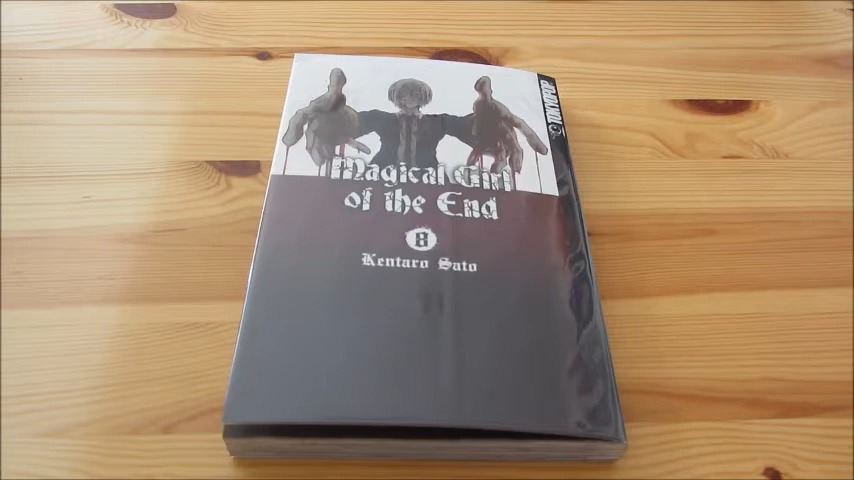 TOKYOPOP
Magical Girl
of the End
8
Kentaro Sato